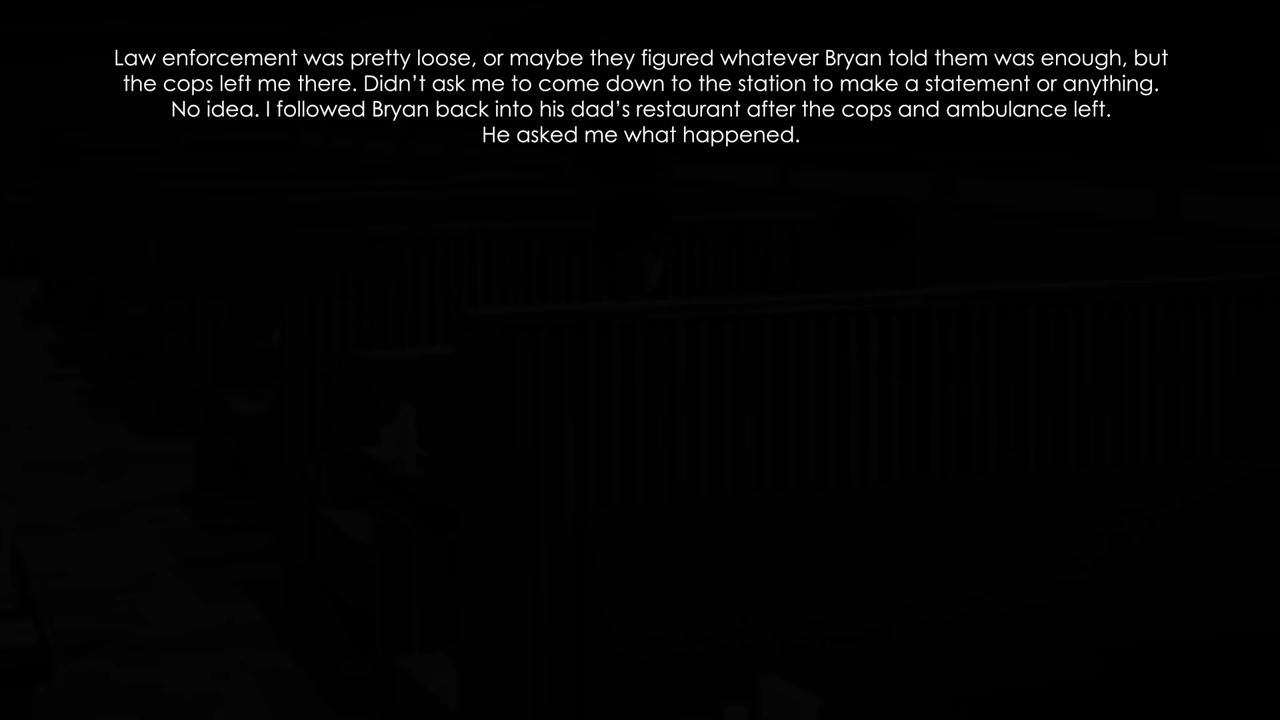 Law enforcement was pretty loose, or maybe they figured whatever Bryan told them was enough, but
the cops left me there. Didn’t ask me to come down to the station to make a statement or anything.
No idea. I followed Bryan back into his dad’s restaurant after the cops and ambulance left.
He asked me what happened.